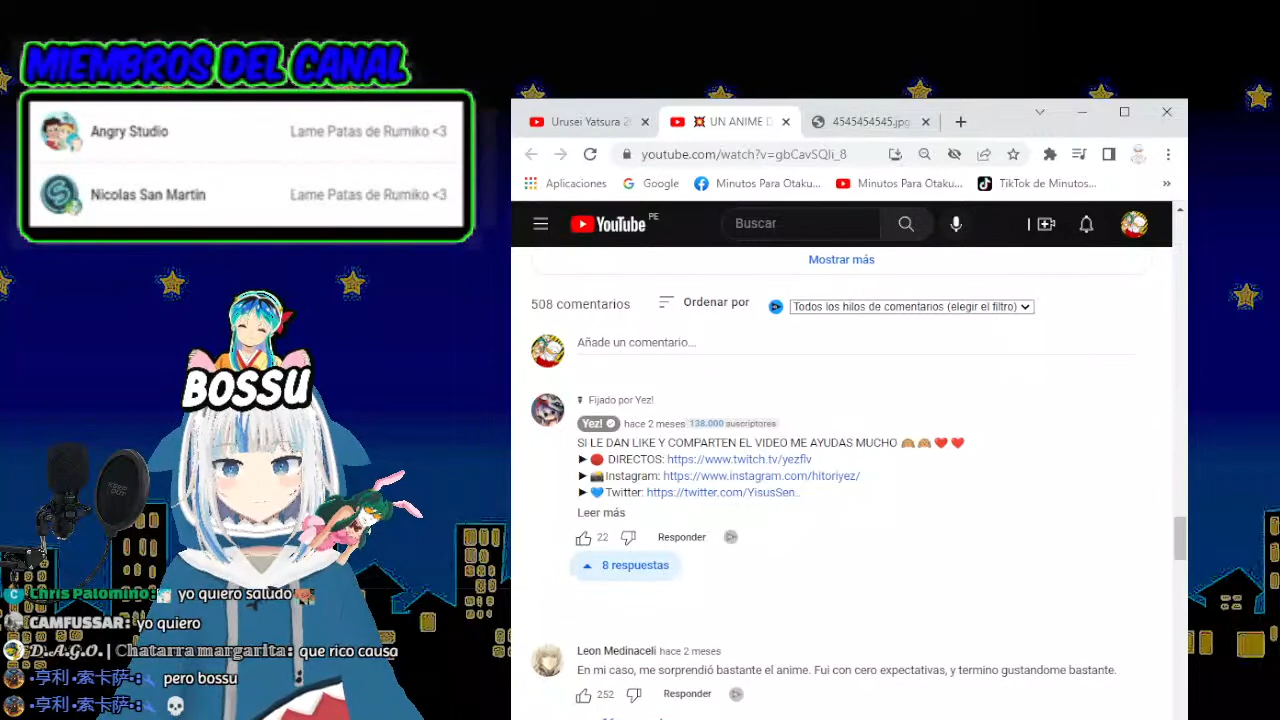 MIEMBROS DEL CANAL
Angry Studio Lame Patas de Rumiko <3
Nicolas San Martin Lame Patas de Rumiko <3
BOSSU
Chris Palomino: yo quiero saludo
CAMFUSSAR: yo quiero
D.A.G.O. | Chatarra margarita: que rico causa
•亨利 •索卡萨•: pero bossu
•亨利 •索卡萨•: 💀
Urusei Yatsura 2 UN ANIME D 4545454545.jpg
youtube.com/watch?v=gbCavSQIi_8
Aplicaciones Google Minutos Para Otaku... Minutos Para Otaku... TikTok de Minutos... »
YouTube PE Buscar
Mostrar más
508 comentarios Ordenar por Todos los hilos de comentarios (elegir el filtro)
Añade un comentario...
Fijado por Yez!
Yez! hace 2 meses 138.000 suscriptores
SI LE DAN LIKE Y COMPARTEN EL VIDEO ME AYUDAS MUCHO 🙈 🙈 ❤️ ❤️
▶ 🔴 DIRECTOS: https://www.twitch.tv/yezflv
▶ 📸 Instagram: https://www.instagram.com/hitoriyez/
▶ 💙 Twitter: https://twitter.com/YisusSen...
Leer más
22 Responder
8 respuestas
Leon Medinaceli hace 2 meses
En mi caso, me sorprendió bastante el anime. Fui con cero expectativas, y termino gustandome bastante.
252 Responder